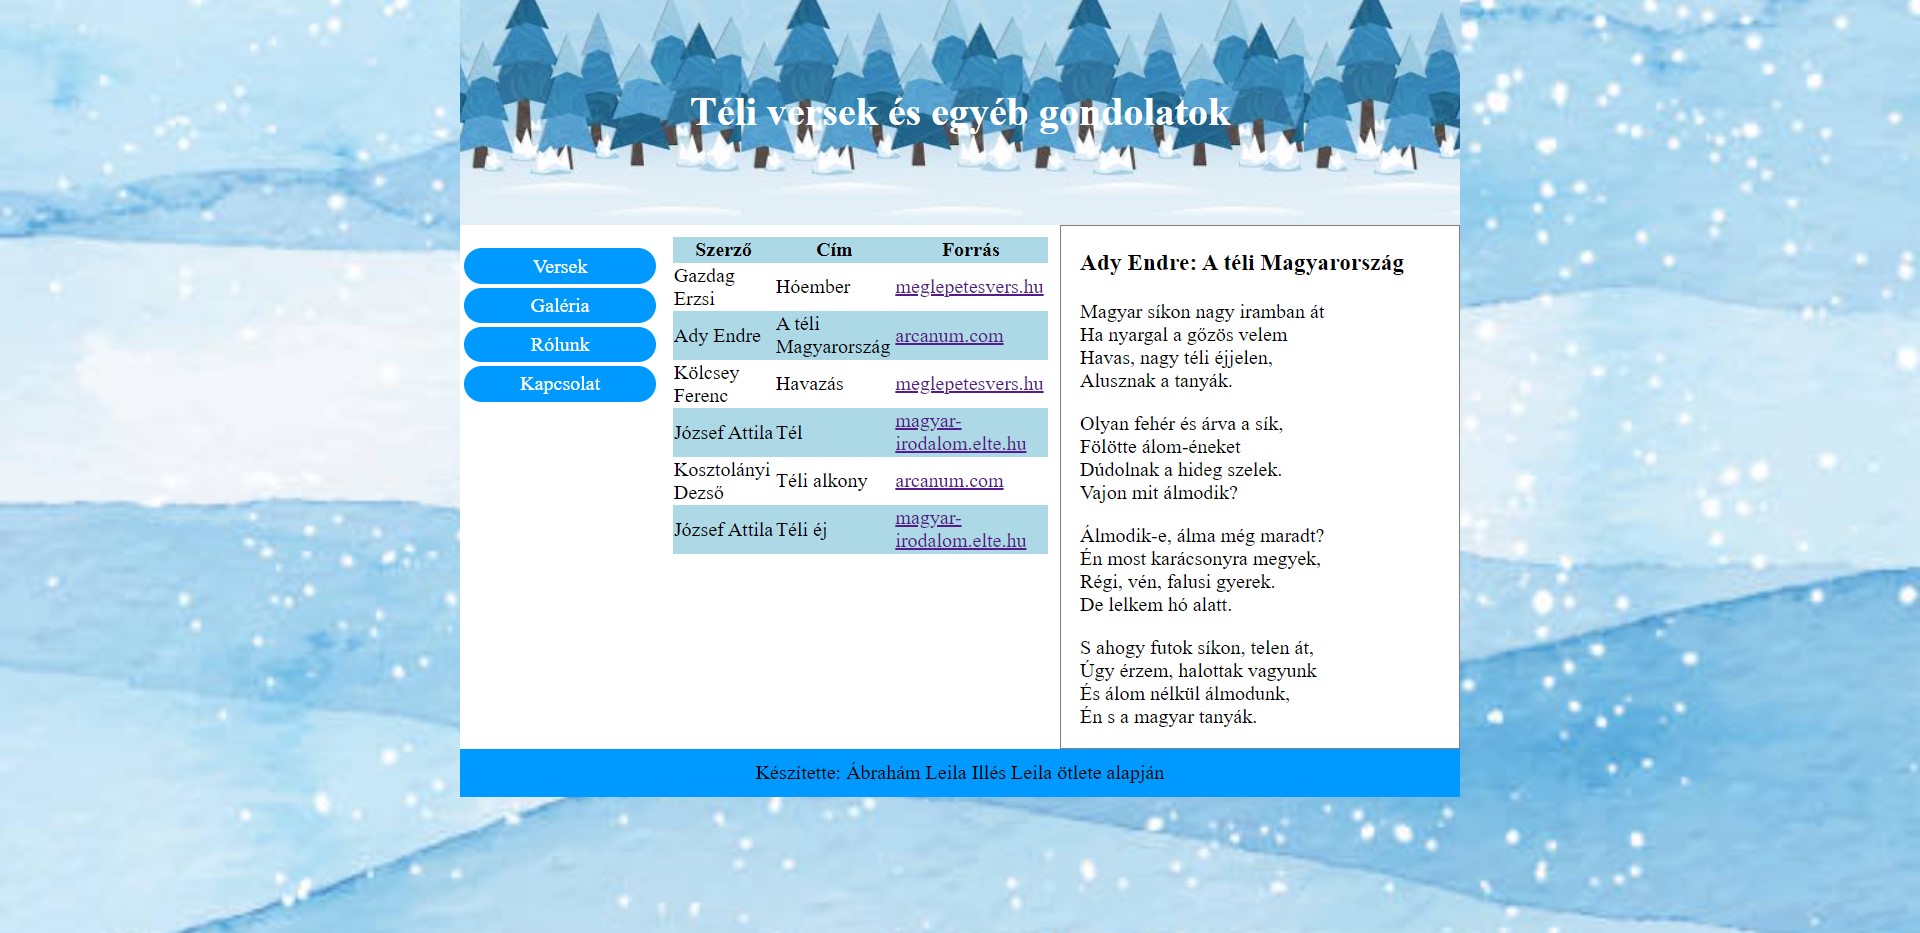 Téli versek és egyéb gondolatok
Versek
Galéria
Rólunk
Kapcsolat
Szerző Cím Forrás
Gazdag
Erzsi
Hóember
meglepetesvers.hu
Ady Endre
A téli
Magyarország
arcanum.com
Kölcsey
Ferenc
Havazás
meglepetesvers.hu
József Attila
Tél
magyar-
irodalom.elte.hu
Kosztolányi
Dezső
Téli alkony
arcanum.com
József Attila
Téli éj
magyar-
irodalom.elte.hu
Ady Endre: A téli Magyarország
Magyar síkon nagy iramban át
Ha nyargal a gőzös velem
Havas, nagy téli éjjelen,
Alusznak a tanyák.
Olyan fehér és árva a sík,
Fölötte álom-éneket
Dúdolnak a hideg szelek.
Vajon mit álmodik?
Álmodik-e, álma még maradt?
Én most karácsonyra megyek,
Régi, vén, falusi gyerek.
De lelkem hó alatt.
S ahogy futok síkon, telen át,
Úgy érzem, halottak vagyunk
És álom nélkül álmodunk,
Én s a magyar tanyák.
Készítette: Ábrahám Leila Illés Leila ötlete alapján